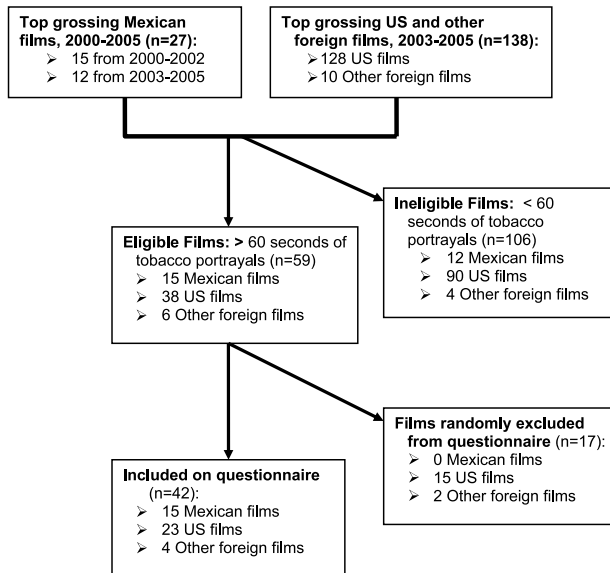 Top grossing Mexican
films, 2000-2005 (n=27):
➢ 15 from 2000-2002
➢ 12 from 2003-2005
Top grossing US and other
foreign films, 2003-2005 (n=138):
➢128 US films
➢10 Other foreign films
Ineligible Films: < 60
seconds of tobacco
portrayals (n=106)
➢ 12 Mexican films
➢ 90 US films
➢ 4 Other foreign films
Eligible Films: > 60 seconds of
tobacco portrayals (n=59)
➢ 15 Mexican films
➢ 38 US films
➢ 6 Other foreign films
Films randomly excluded
from questionnaire (n=17):
➢ 0 Mexican films
➢ 15 US films
➢ 2 Other foreign films
Included on questionnaire
(n=42):
➢ 15 Mexican films
➢ 23 US films
➢ 4 Other foreign films